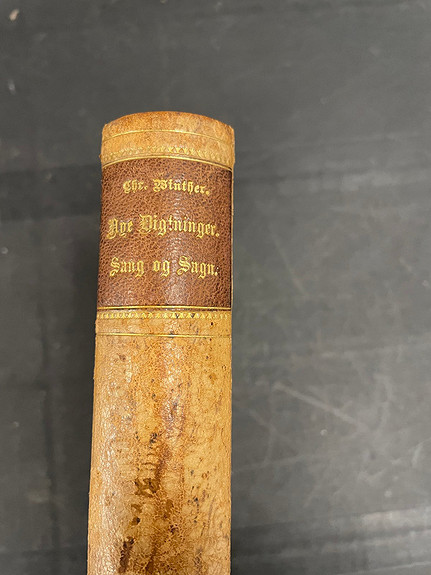 Chr. Winther.
Nye Digtninger.
Sang og Sagn.